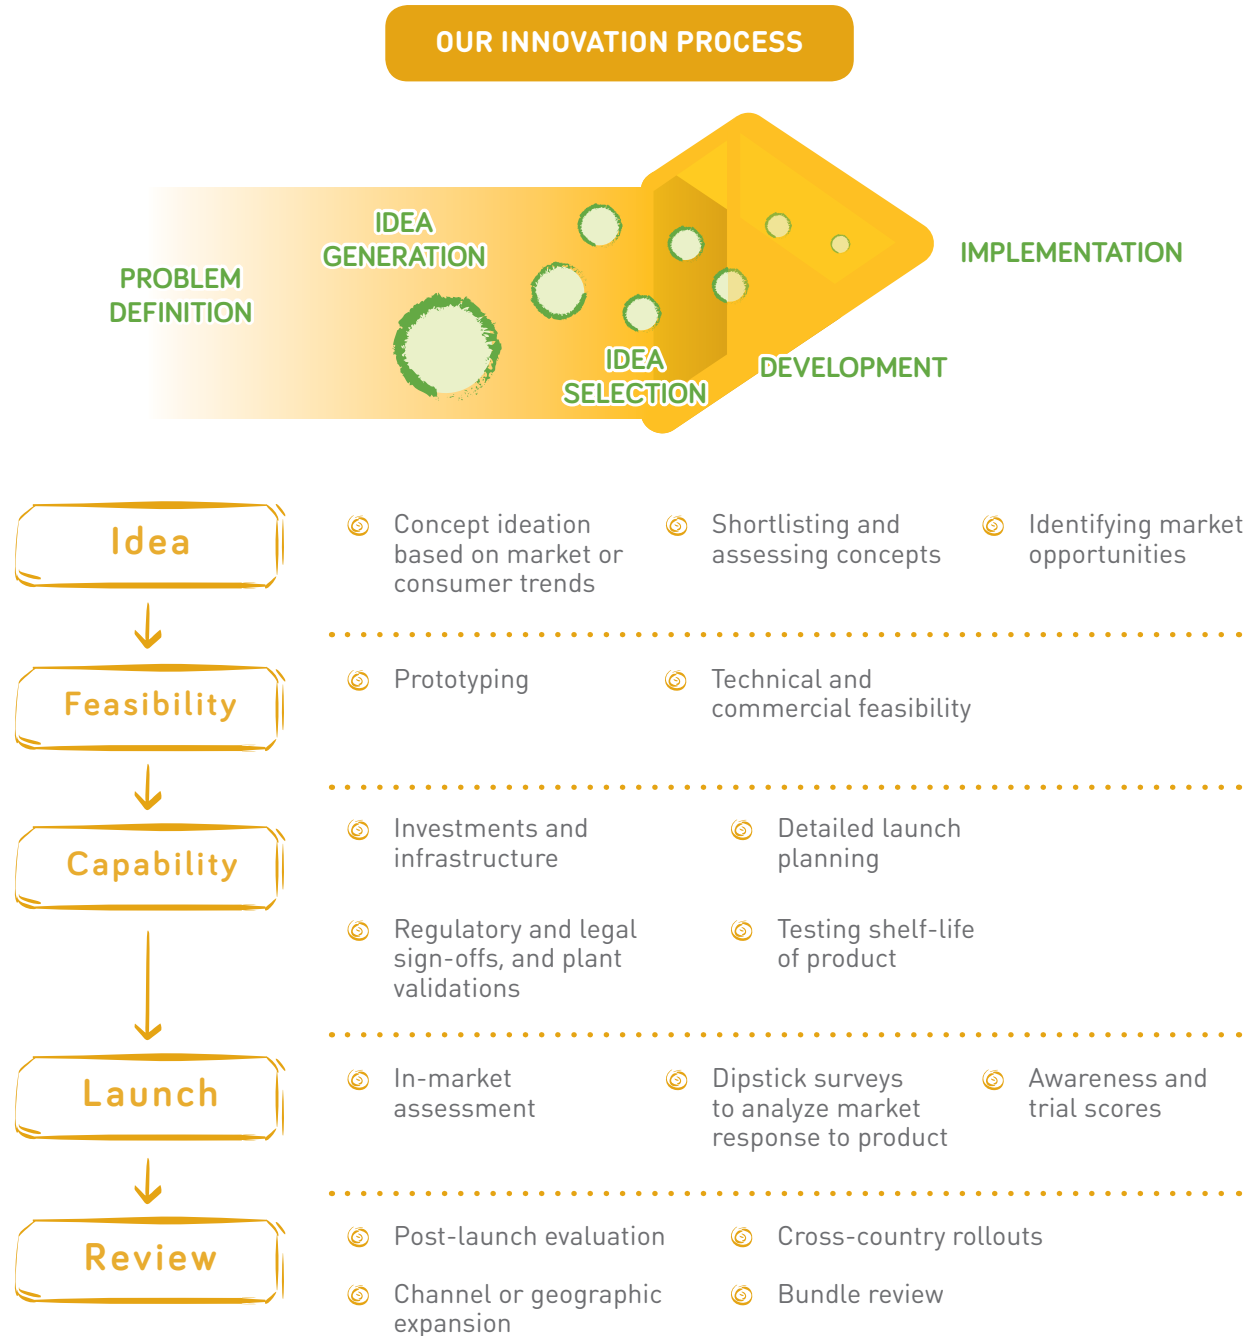 OUR INNOVATION PROCESS
PROBLEM
DEFINITION
IDEA
GENERATION
IDEA
SELECTION
DEVELOPMENT
IMPLEMENTATION
Idea
Concept ideation
based on market or
consumer trends
Shortlisting and
assessing concepts
Identifying market
opportunities
Feasibility
Prototyping
Technical and
commercial feasibility
Capability
Investments and
infrastructure
Detailed launch
planning
Regulatory and legal
sign-offs, and plant
validations
Testing shelf-life
of product
Launch
In-market
assessment
Dipstick surveys
to analyze market
response to product
Awareness and
trial scores
Review
Post-launch evaluation
Cross-country rollouts
Channel or geographic
expansion
Bundle review